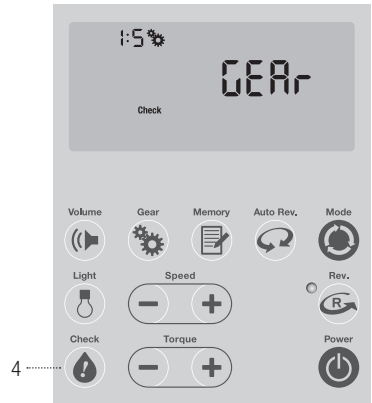 1:5
GEAr
Check
Volume Gear Memory Auto Rev. Mode
Light Speed Rev.
R
Check Torque Power
4